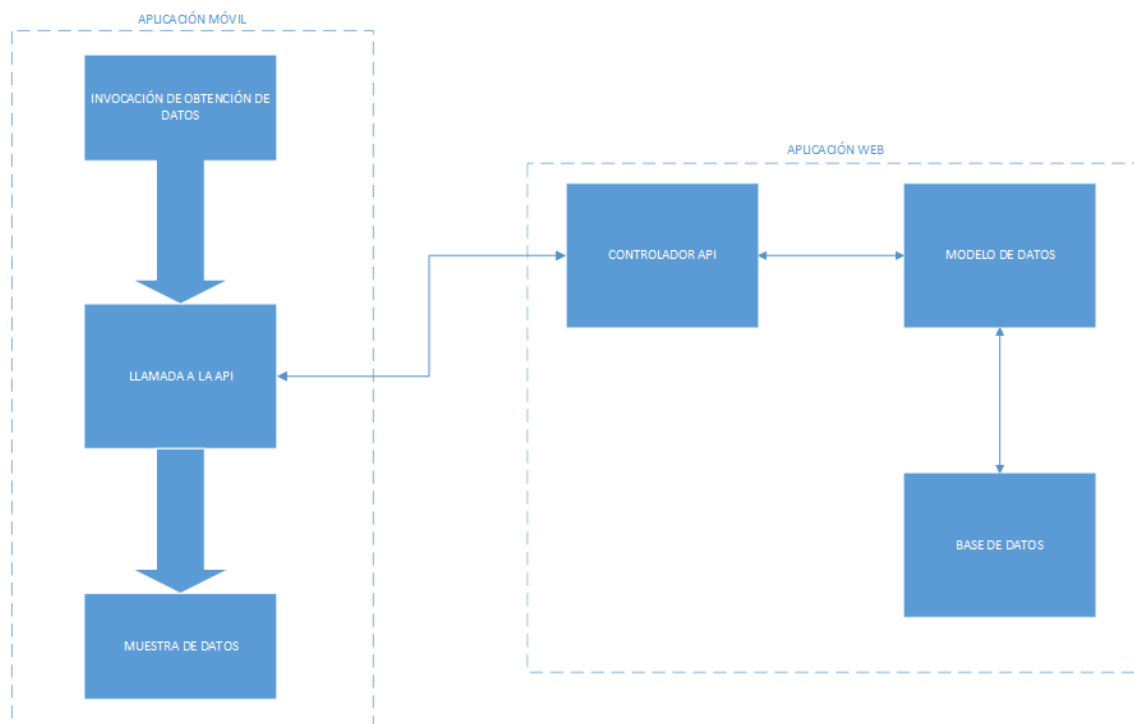 APLICACIÓN MÓVIL
INVOCACIÓN DE OBTENCIÓN DE
DATOS
LLAMADA A LA API
MUESTRA DE DATOS
APLICACIÓN WEB
CONTROLADOR API
MODELO DE DATOS
BASE DE DATOS